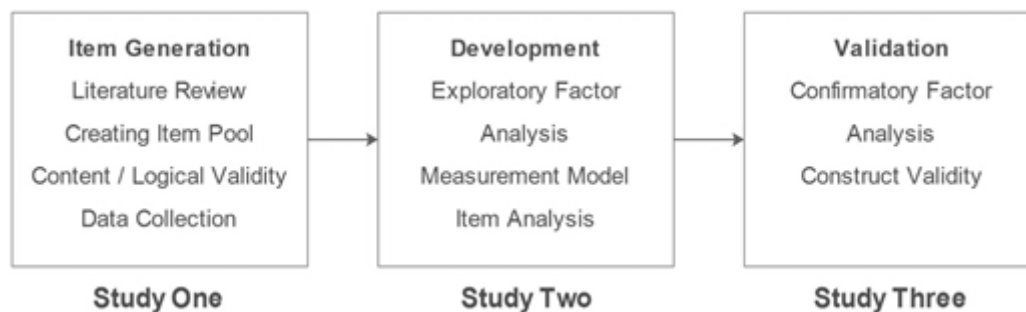 Item Generation
Literature Review
Creating Item Pool
Content / Logical Validity
Data Collection
Study One
Development
Exploratory Factor
Analysis
Measurement Model
Item Analysis
Study Two
Validation
Confirmatory Factor
Analysis
Construct Validity
Study Three